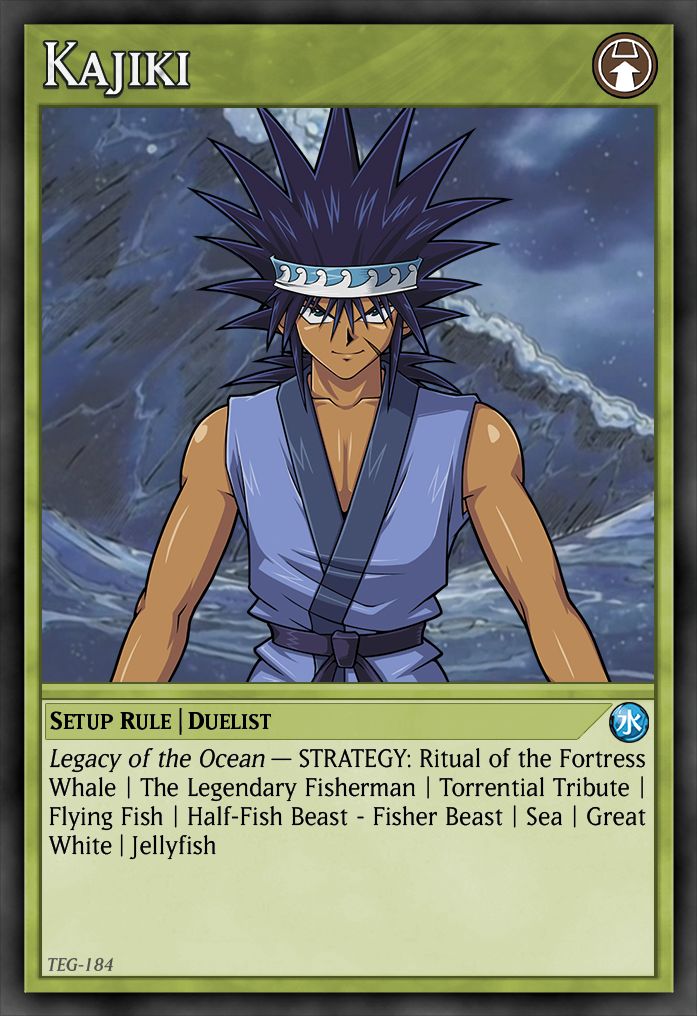 Kajiki
Setup Rule | Duelist
水
Legacy of the Ocean — STRATEGY: Ritual of the Fortress
Whale | The Legendary Fisherman | Torrential Tribute |
Flying Fish | Half-Fish Beast - Fisher Beast | Sea | Great
White | Jellyfish
TEG-184